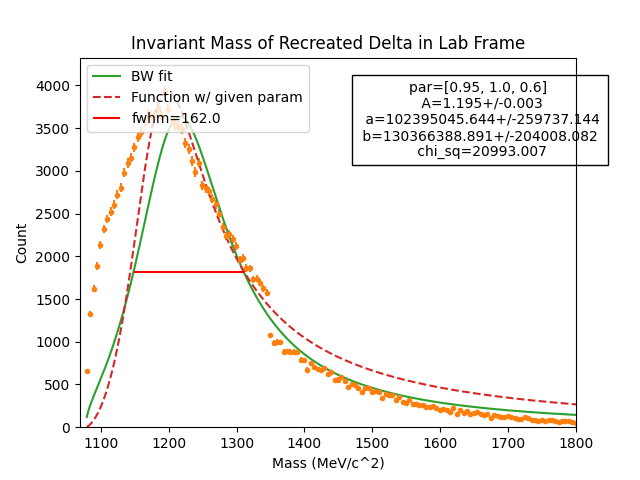 Invariant Mass of Recreated Delta in Lab Frame
BW fit
Function w/ given param
fwhm=162.0
par=[0.95, 1.0, 0.6]
A=1.195+/-0.003
a=102395045.644+/-259737.144
b=130366388.891+/-204008.082
chi_sq=20993.007
Count
4000
3500
3000
2500
2000
1500
1000
500
0
1100 1200 1300 1400 1500 1600 1700 1800
Mass (MeV/c^2)